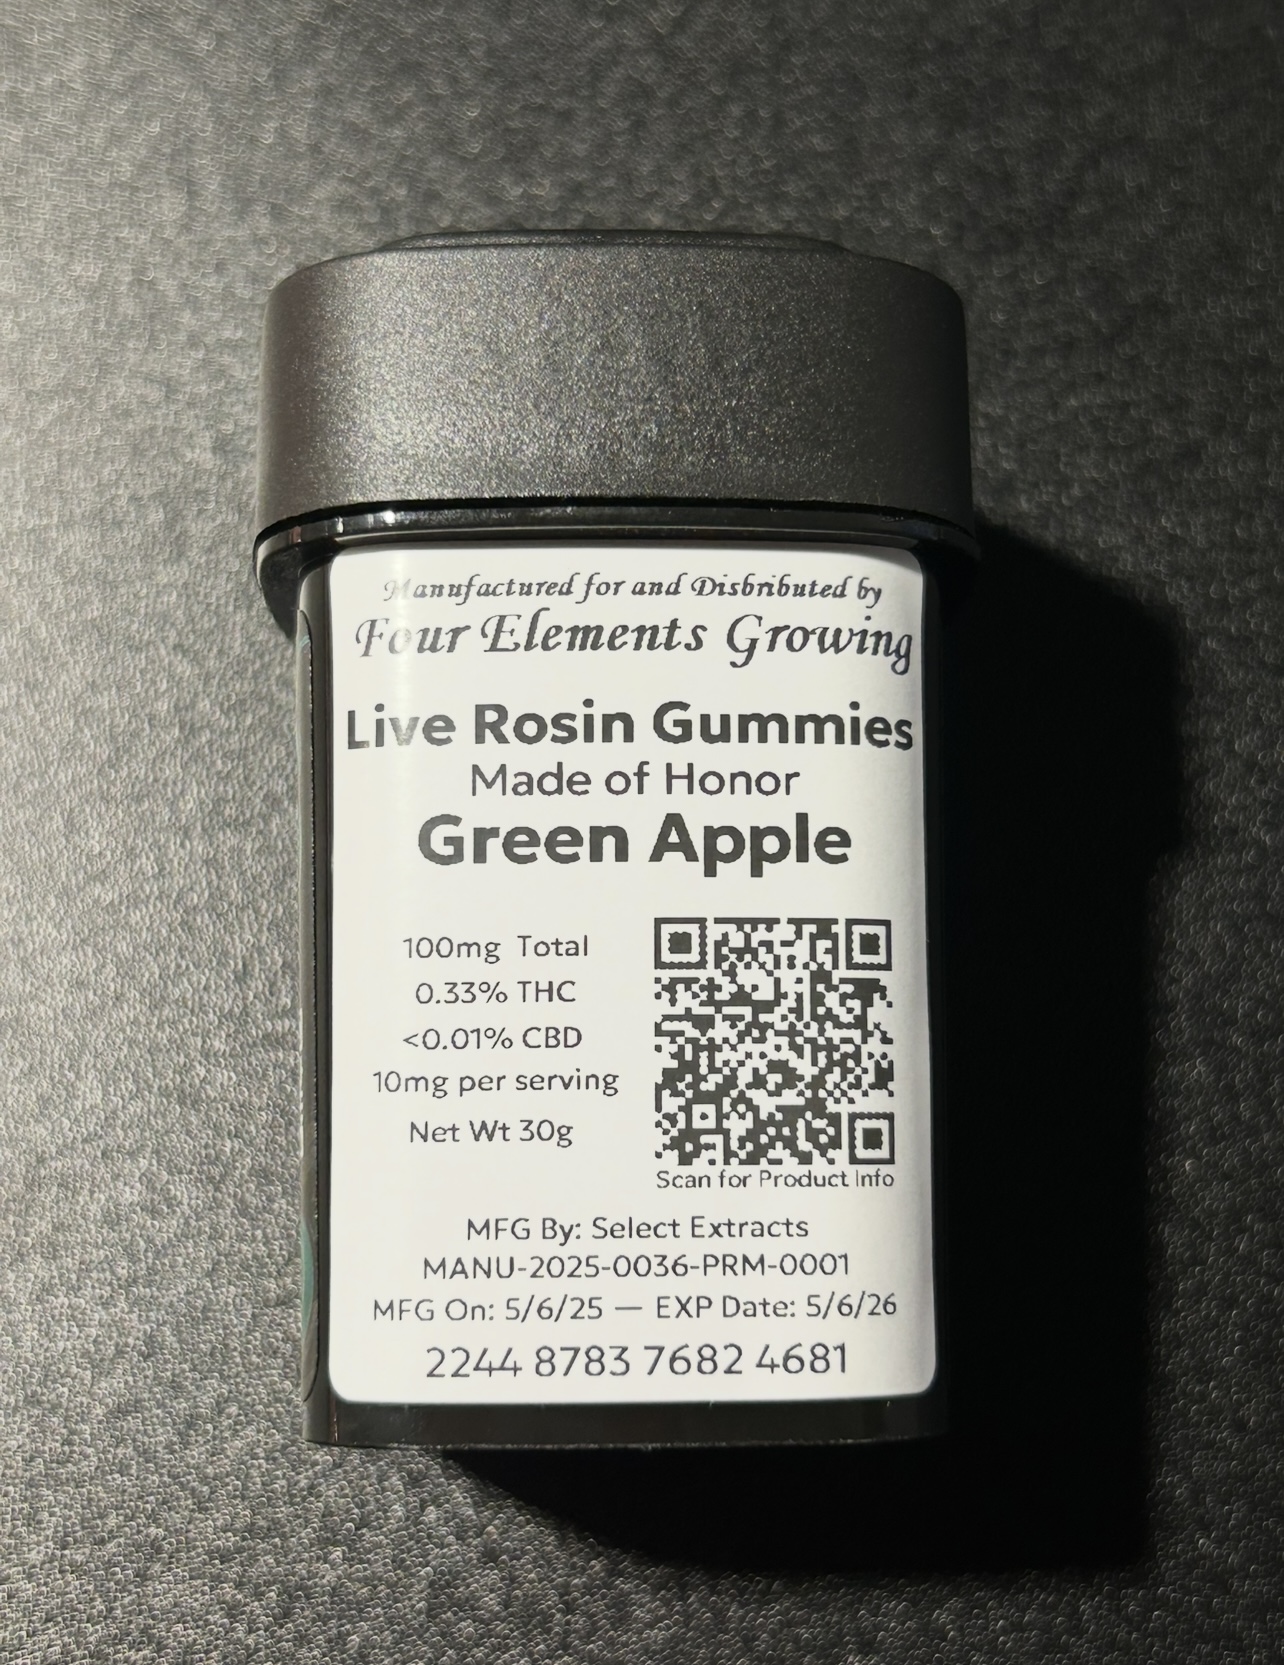 Manufactured for and Disbributed by
Four Elements Growing
Live Rosin Gummies
Made of Honor
Green Apple
100mg Total
0.33% THC
<0.01% CBD
10mg per serving
Net Wt 30g
Scan for Product Info
MFG By: Select Extracts
MANU-2025-0036-PRM-0001
MFG On: 5/6/25 — EXP Date: 5/6/26
2244 8783 7682 4681